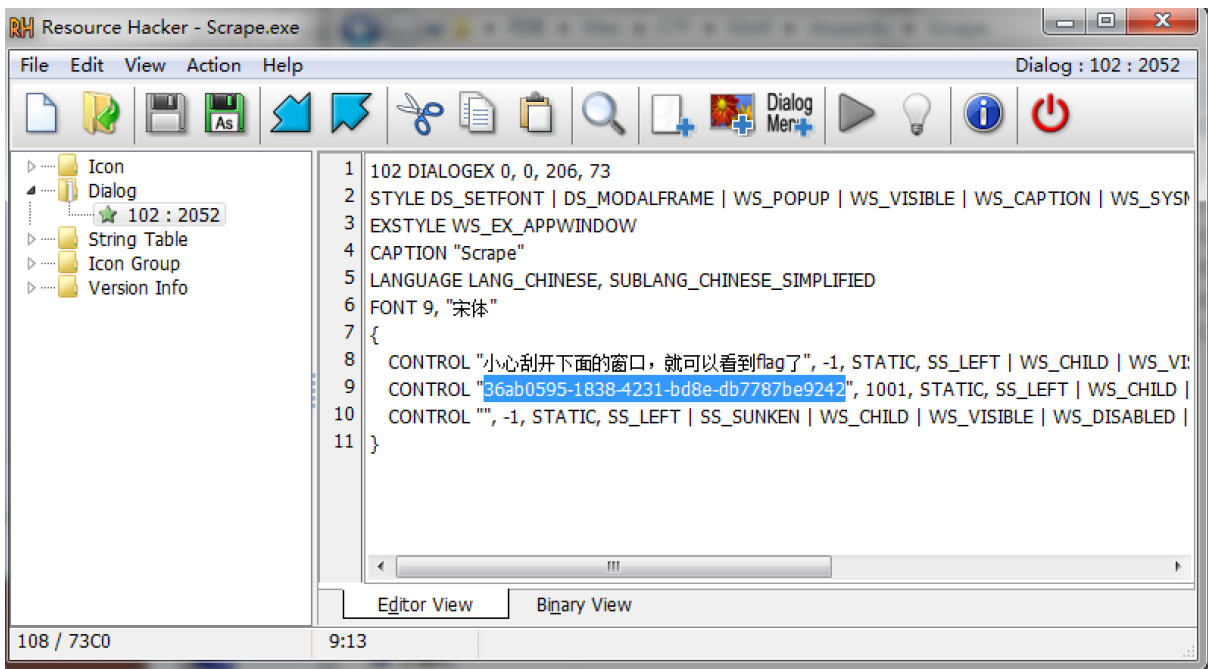 Resource Hacker - Scrape.exe
File Edit View Action Help Dialog : 102 : 2052
As Dialog Men
Icon
Dialog
102 : 2052
String Table
Icon Group
Version Info
1 102 DIALOGEX 0, 0, 206, 73
2 STYLE DS_SETFONT | DS_MODALFRAME | WS_POPUP | WS_VISIBLE | WS_CAPTION | WS_SYSM
3 EXSTYLE WS_EX_APPWINDOW
4 CAPTION "Scrape"
5 LANGUAGE LANG_CHINESE, SUBLANG_CHINESE_SIMPLIFIED
6 FONT 9, "宋体"
7 {
8 CONTROL "小心刮开下面的窗口，就可以看到flag了", -1, STATIC, SS_LEFT | WS_CHILD | WS_VIS
9 CONTROL "36ab0595-1838-4231-bd8e-db7787be9242", 1001, STATIC, SS_LEFT | WS_CHILD |
10 CONTROL "", -1, STATIC, SS_LEFT | SS_SUNKEN | WS_CHILD | WS_VISIBLE | WS_DISABLED |
11 }
Editor View Binary View
108 / 73C0 9:13